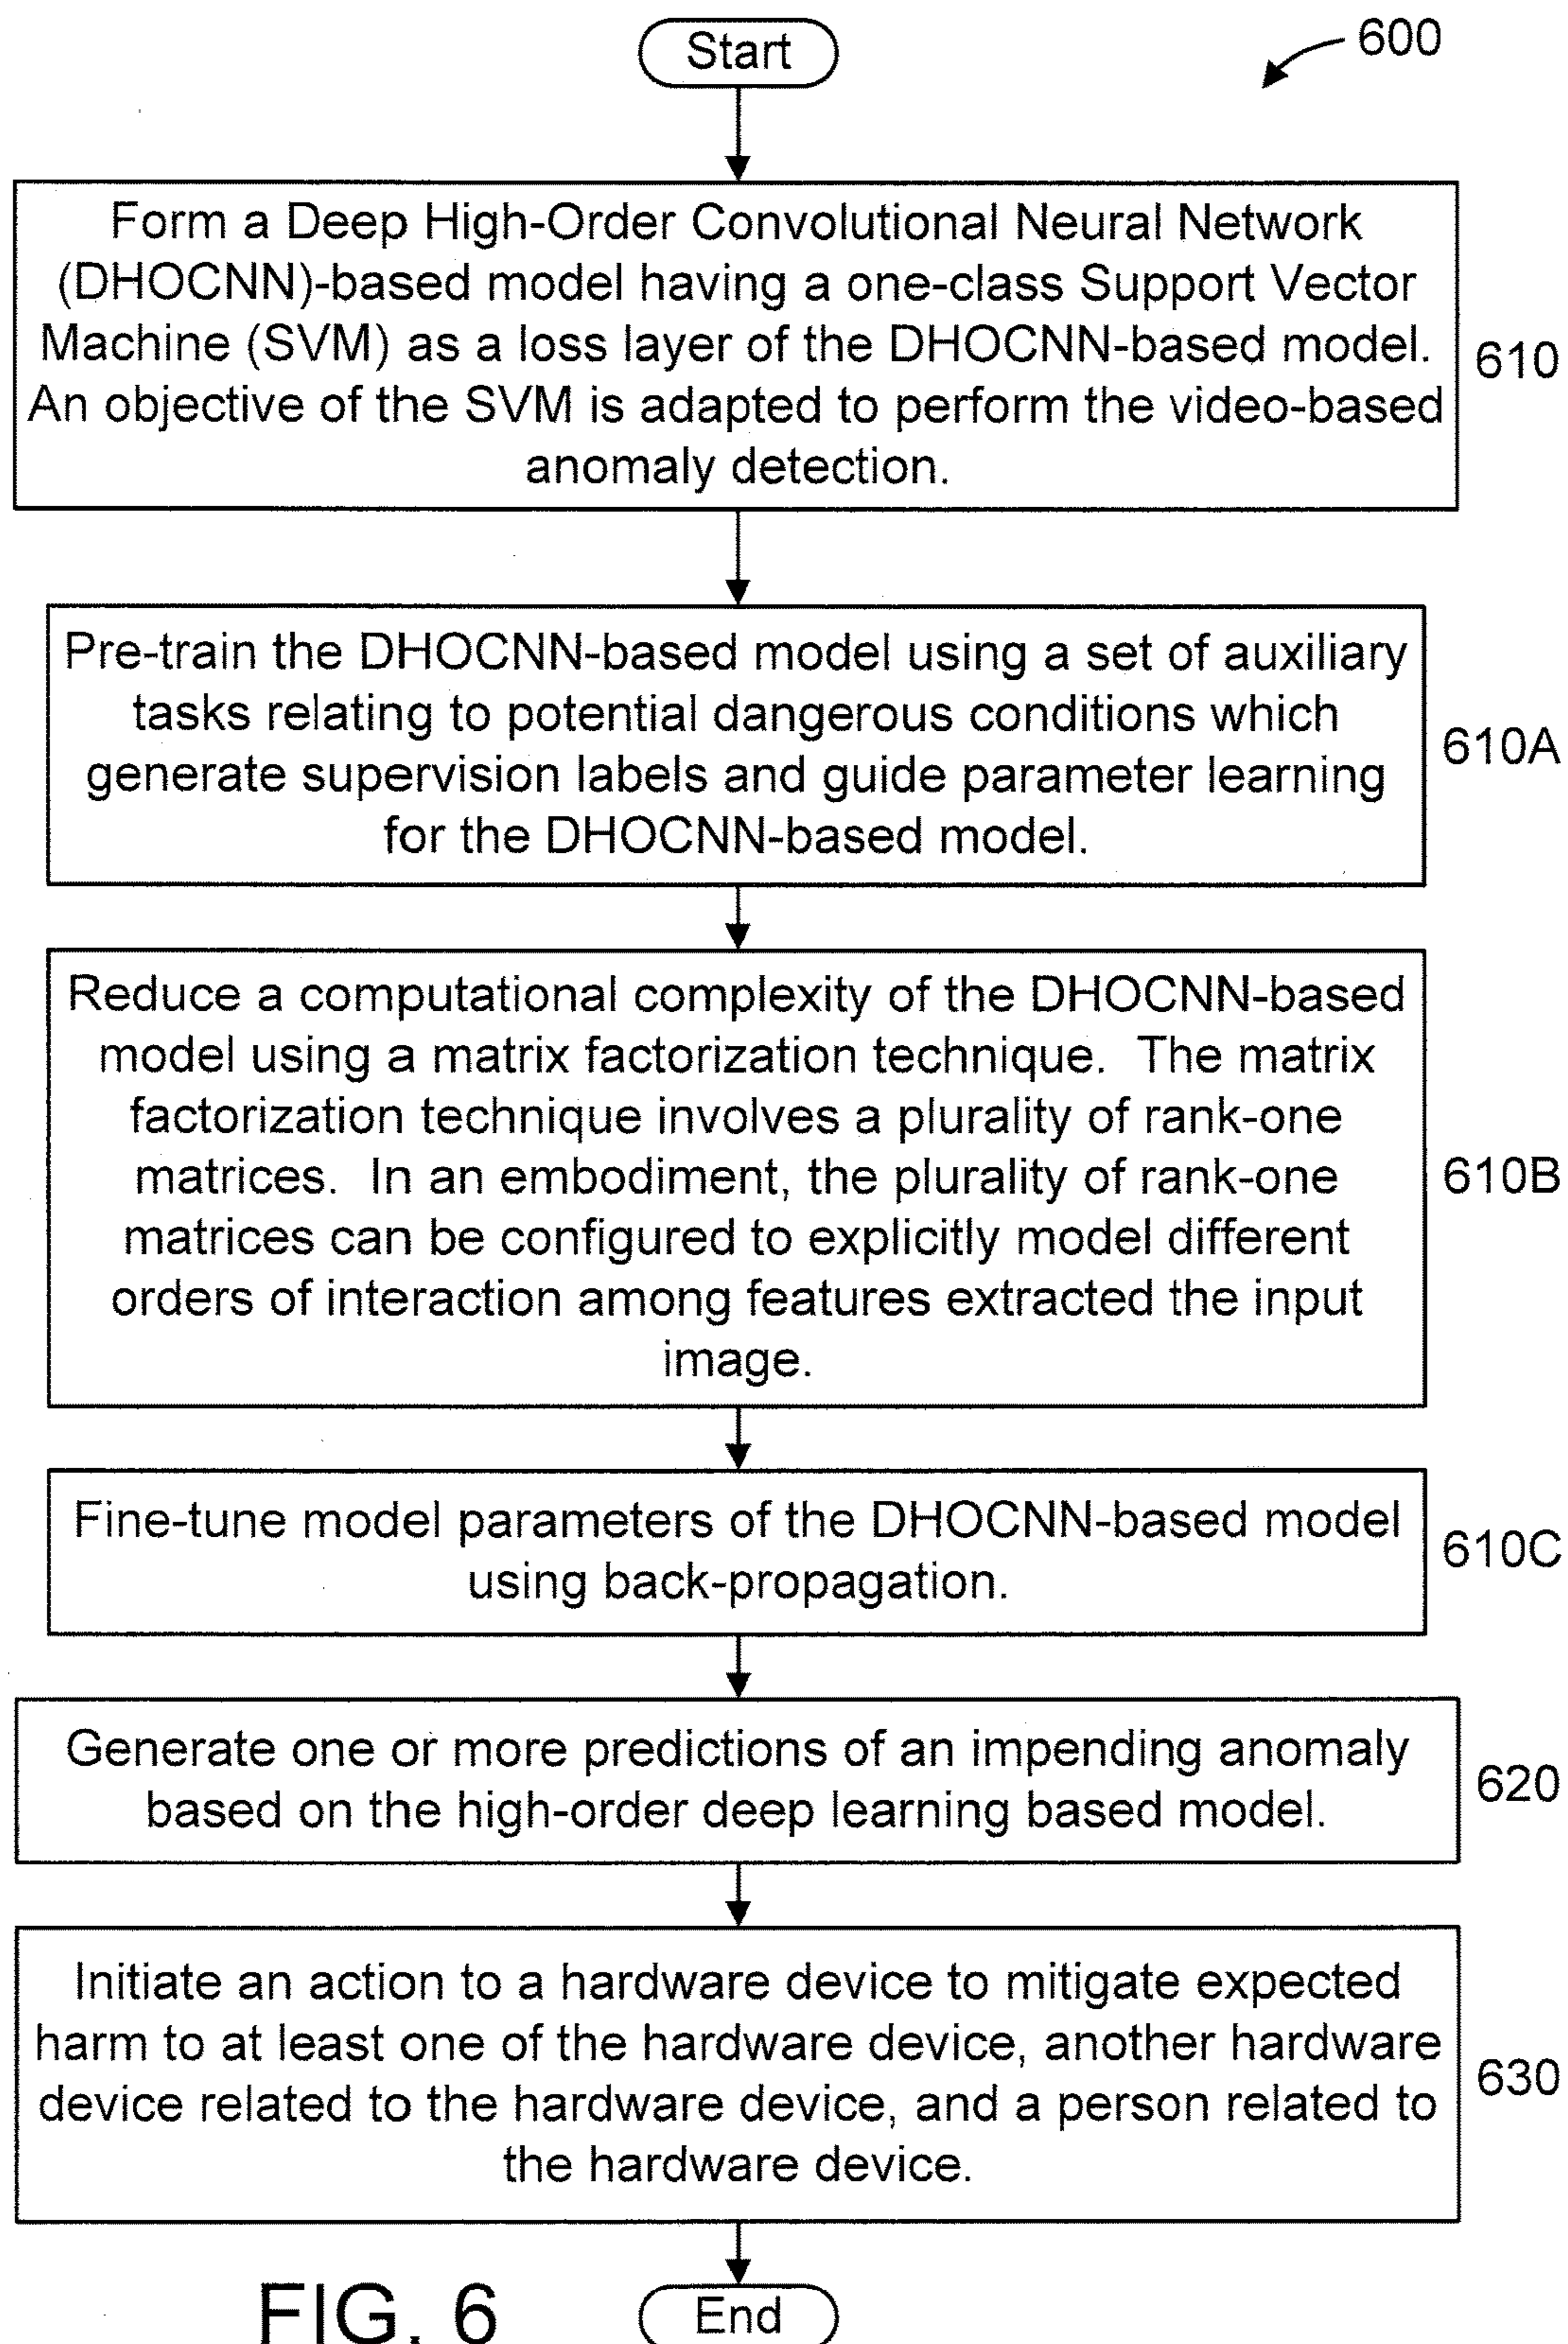 Start
600
Form a Deep High-Order Convolutional Neural Network
(DHOCNN)-based model having a one-class Support Vector
Machine (SVM) as a loss layer of the DHOCNN-based model.
An objective of the SVM is adapted to perform the video-based
anomaly detection.
610
Pre-train the DHOCNN-based model using a set of auxiliary
tasks relating to potential dangerous conditions which
generate supervision labels and guide parameter learning
for the DHOCNN-based model.
610A
Reduce a computational complexity of the DHOCNN-based
model using a matrix factorization technique. The matrix
factorization technique involves a plurality of rank-one
matrices. In an embodiment, the plurality of rank-one
matrices can be configured to explicitly model different
orders of interaction among features extracted the input
image.
610B
Fine-tune model parameters of the DHOCNN-based model
using back-propagation.
610C
Generate one or more predictions of an impending anomaly
based on the high-order deep learning based model.
620
Initiate an action to a hardware device to mitigate expected
harm to at least one of the hardware device, another hardware
device related to the hardware device, and a person related to
the hardware device.
630
FIG. 6
End